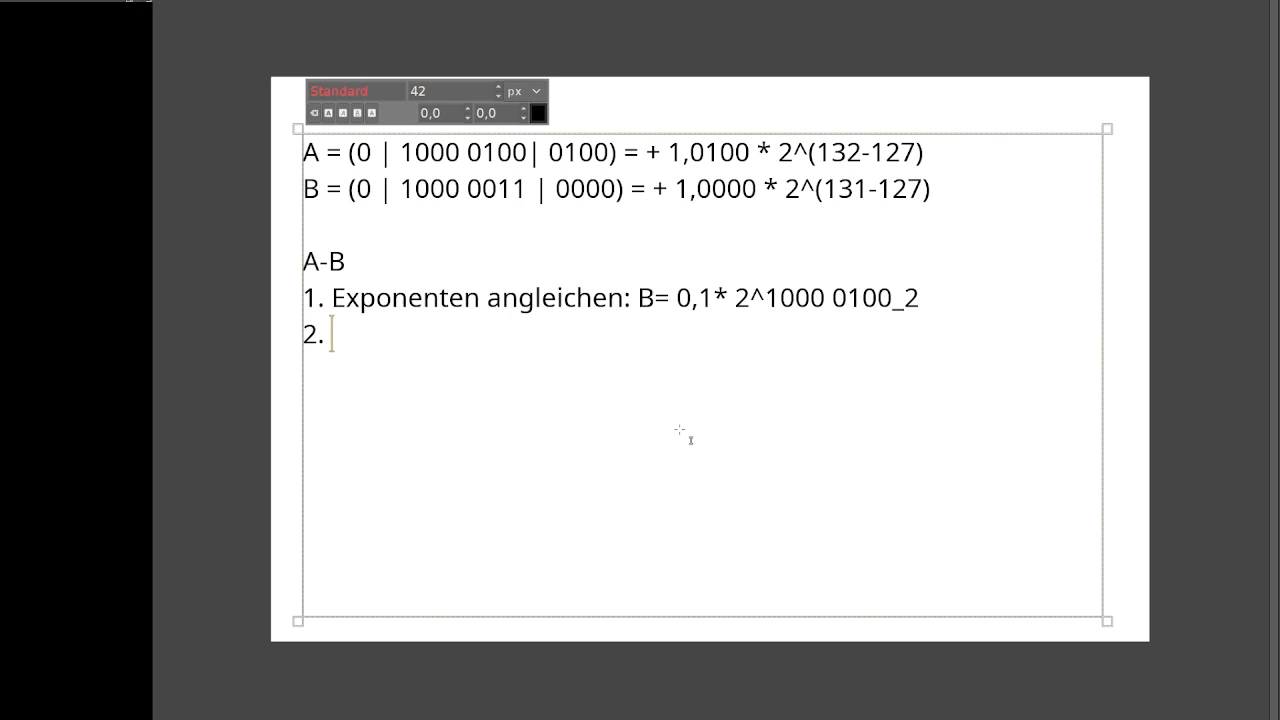 Standard 42 px
0,0 0,0
A = (0 | 1000 0100| 0100) = + 1,0100 * 2^(132-127)
B = (0 | 1000 0011 | 0000) = + 1,0000 * 2^(131-127)
A-B
1. Exponenten angleichen: B= 0,1* 2^1000 0100_2
2.